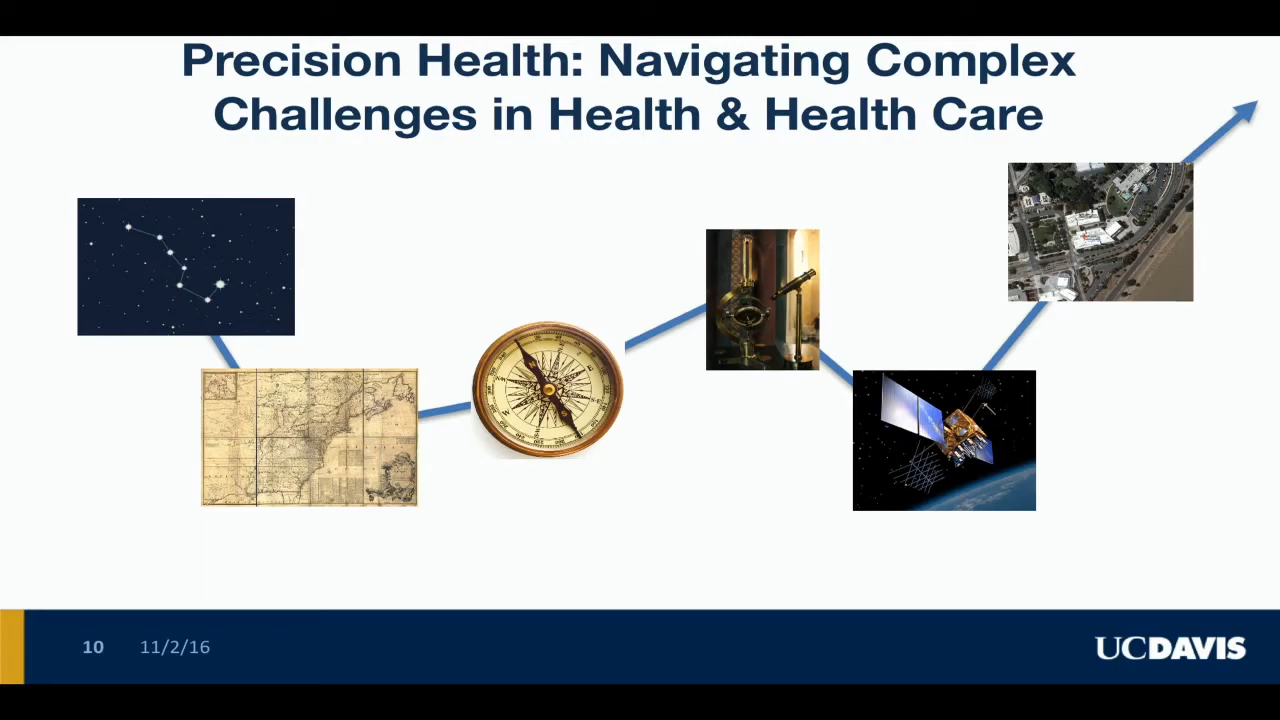 Precision Health: Navigating Complex
Challenges in Health & Health Care
10
11/2/16
UCDAVIS